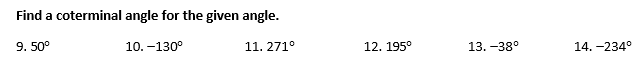 Find a coterminal angle for the given angle.
9. 50° 10. –130° 11. 271° 12. 195° 13. –38° 14. –234°